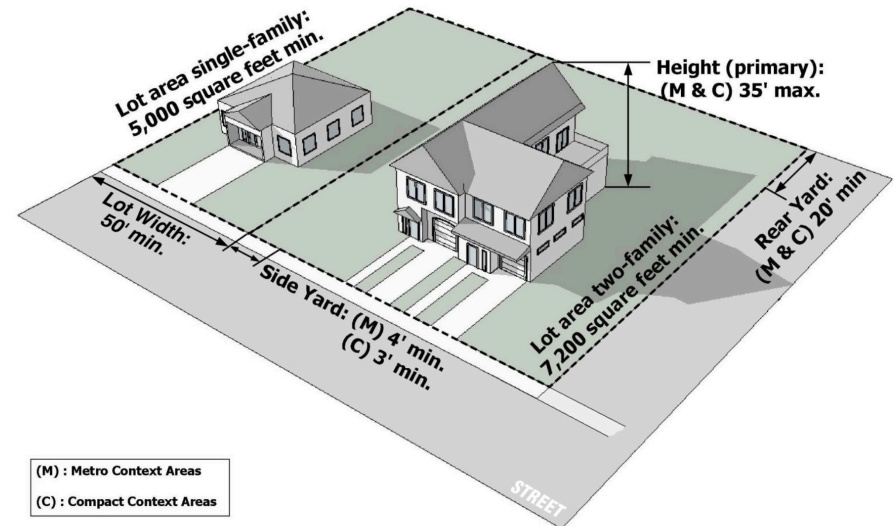 Lot area single-family:
5,000 square feet min.
Height (primary):
(M & C) 35' max.
Lot Width:
50' min.
Side Yard: (M) 4' min.
(C) 3' min.
Rear Yard:
(M & C) 20' min
Lot area two-family:
7,200 square feet min.
STREET
(M) : Metro Context Areas
(C) : Compact Context Areas